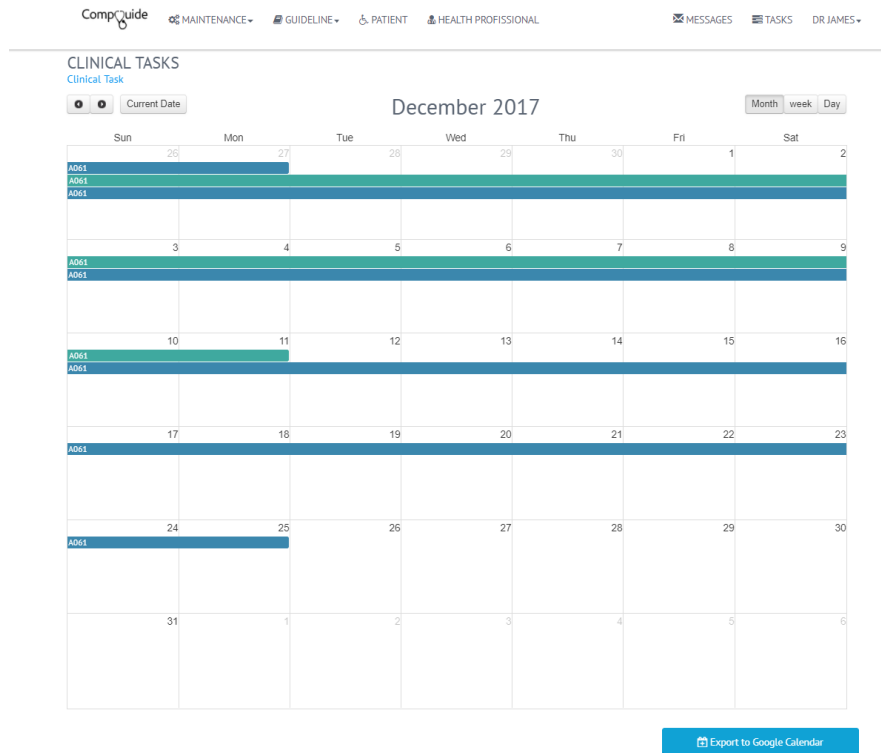 CompGuide MAINTENANCE GUIDELINE PATIENT HEALTH PROFISSIONAL MESSAGES TASKS DR JAMES
CLINICAL TASKS
Clinical Task
Current Date December 2017 Month week Day
Sun Mon Tue Wed Thu Fri Sat
26 27 28 29 30 1 2
A061
A061
A061
3 4 5 6 7 8 9
A061
A061
10 11 12 13 14 15 16
A061
A061
17 18 19 20 21 22 23
A061
24 25 26 27 28 29 30
A061
31 1 2 3 4 5 6
Export to Google Calendar